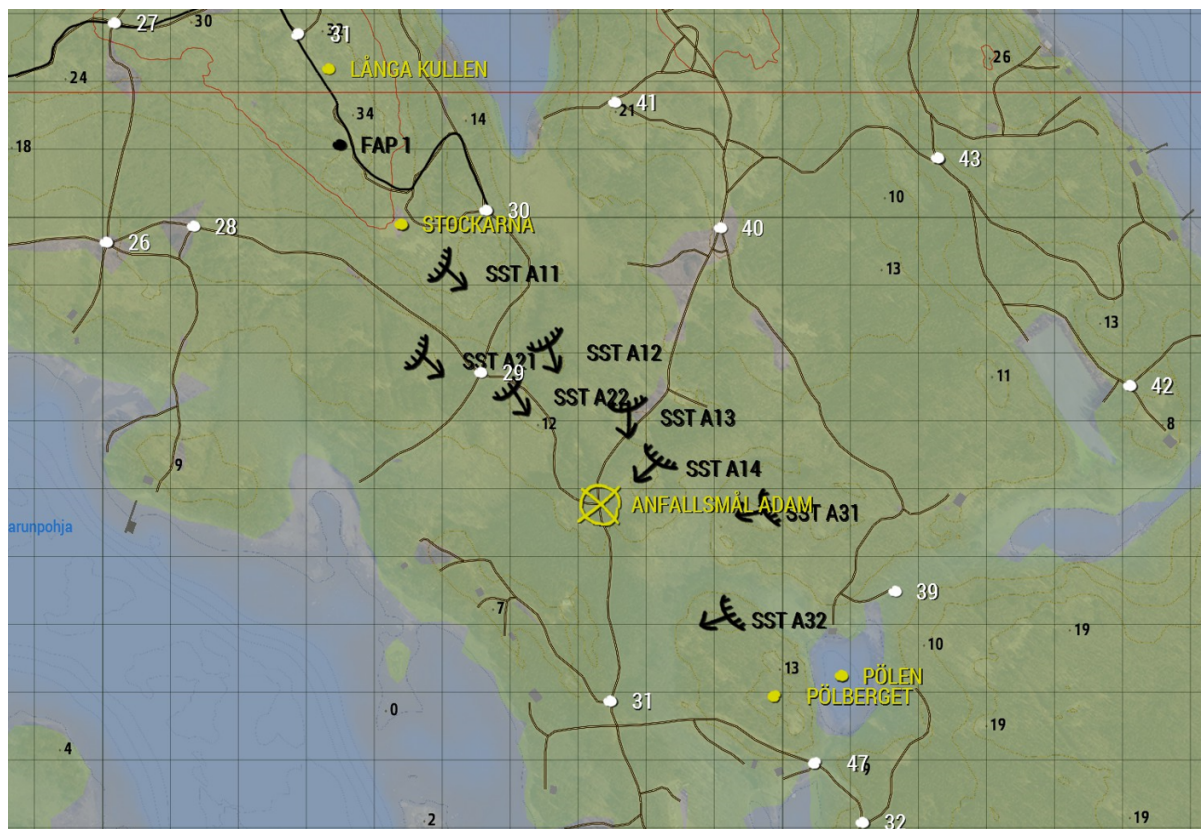 27
30
31
LÅNGA KULLEN
26
24
41
21
34
14
FAP 1
18
43
10
30
STOCKARNA
28
40
26
SST A11
13
13
SST A12
SST A21
29
11
42
SST A22
12
SST A13
8
9
SST A14
ANFALLSMÅL ADAM
SST A31
arunpohja
39
7
SST A32
19
10
13
PÖLEN
PÖLBERGET
31
0
19
4
47
9
2
32
19